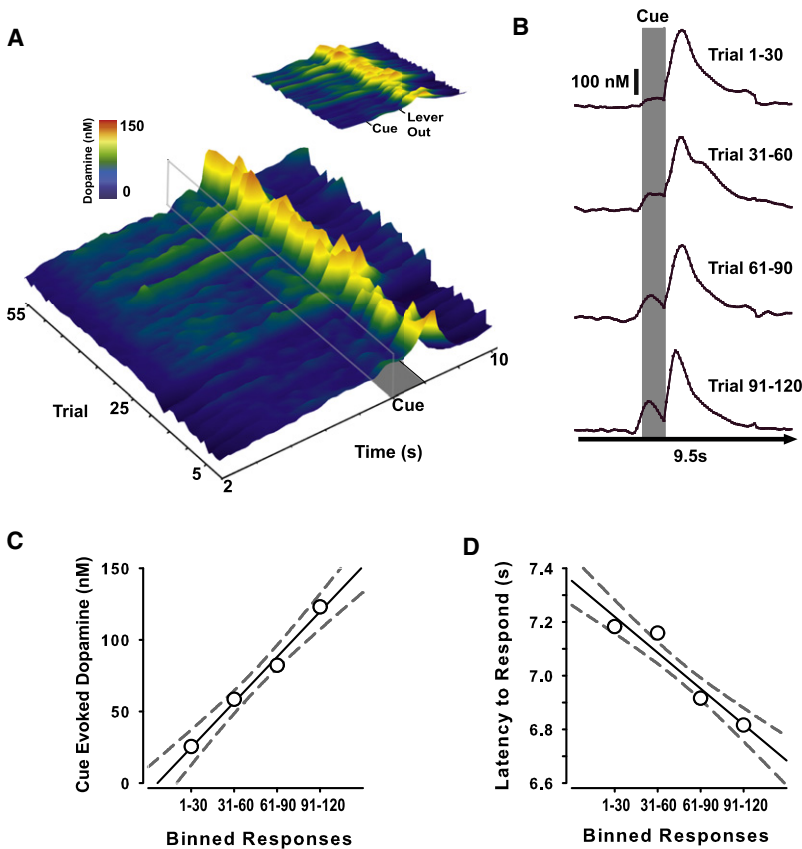 A
Cue
Lever
Out
Dopamine (nM)
150
0
55
25
5
Trial
2
Time (s)
10
Cue
B
Cue
100 nM
Trial 1-30
Trial 31-60
Trial 61-90
Trial 91-120
9.5s
C
Cue Evoked Dopamine (nM)
150
100
50
0
1-30 31-60 61-90 91-120
Binned Responses
D
Latency to Respond (s)
7.4
7.2
7.0
6.8
6.6
1-30 31-60 61-90 91-120
Binned Responses